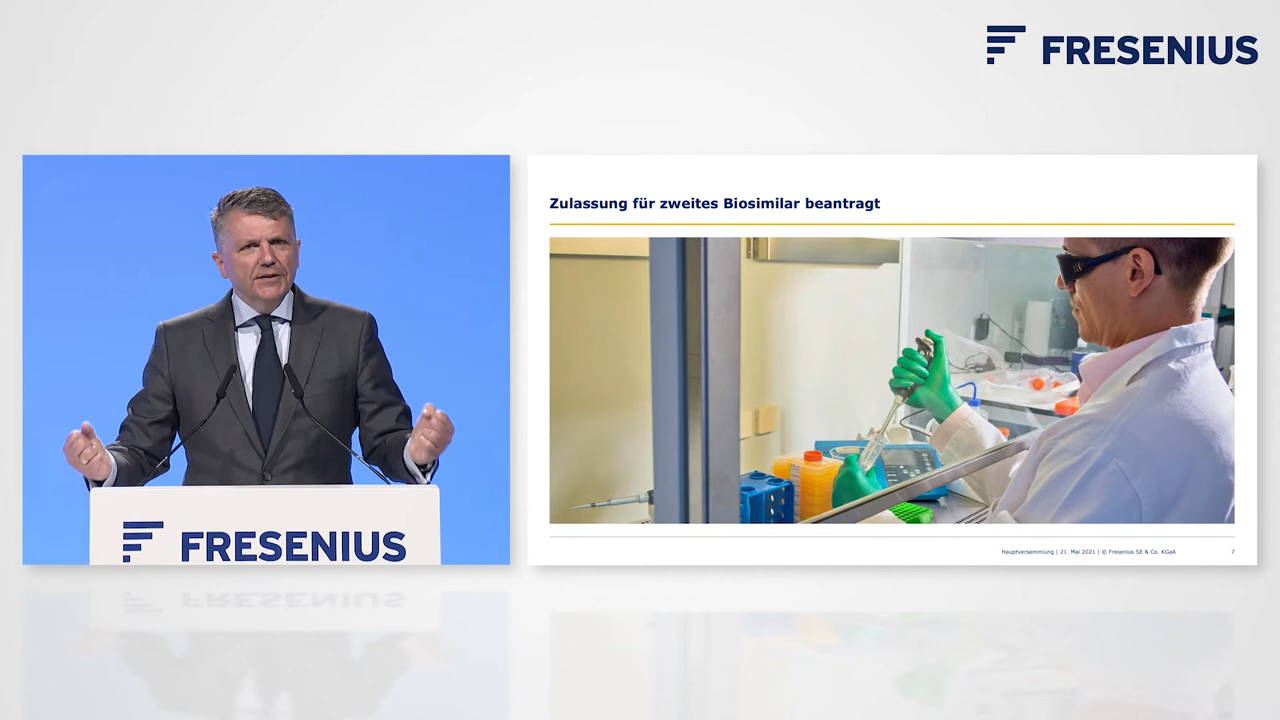 FRESENIUS
Zulassung für zweites Biosimilar beantragt
FRESENIUS
Hauptversammlung | 21. Mai 2021 | © Fresenius SE & Co. KGaA 7